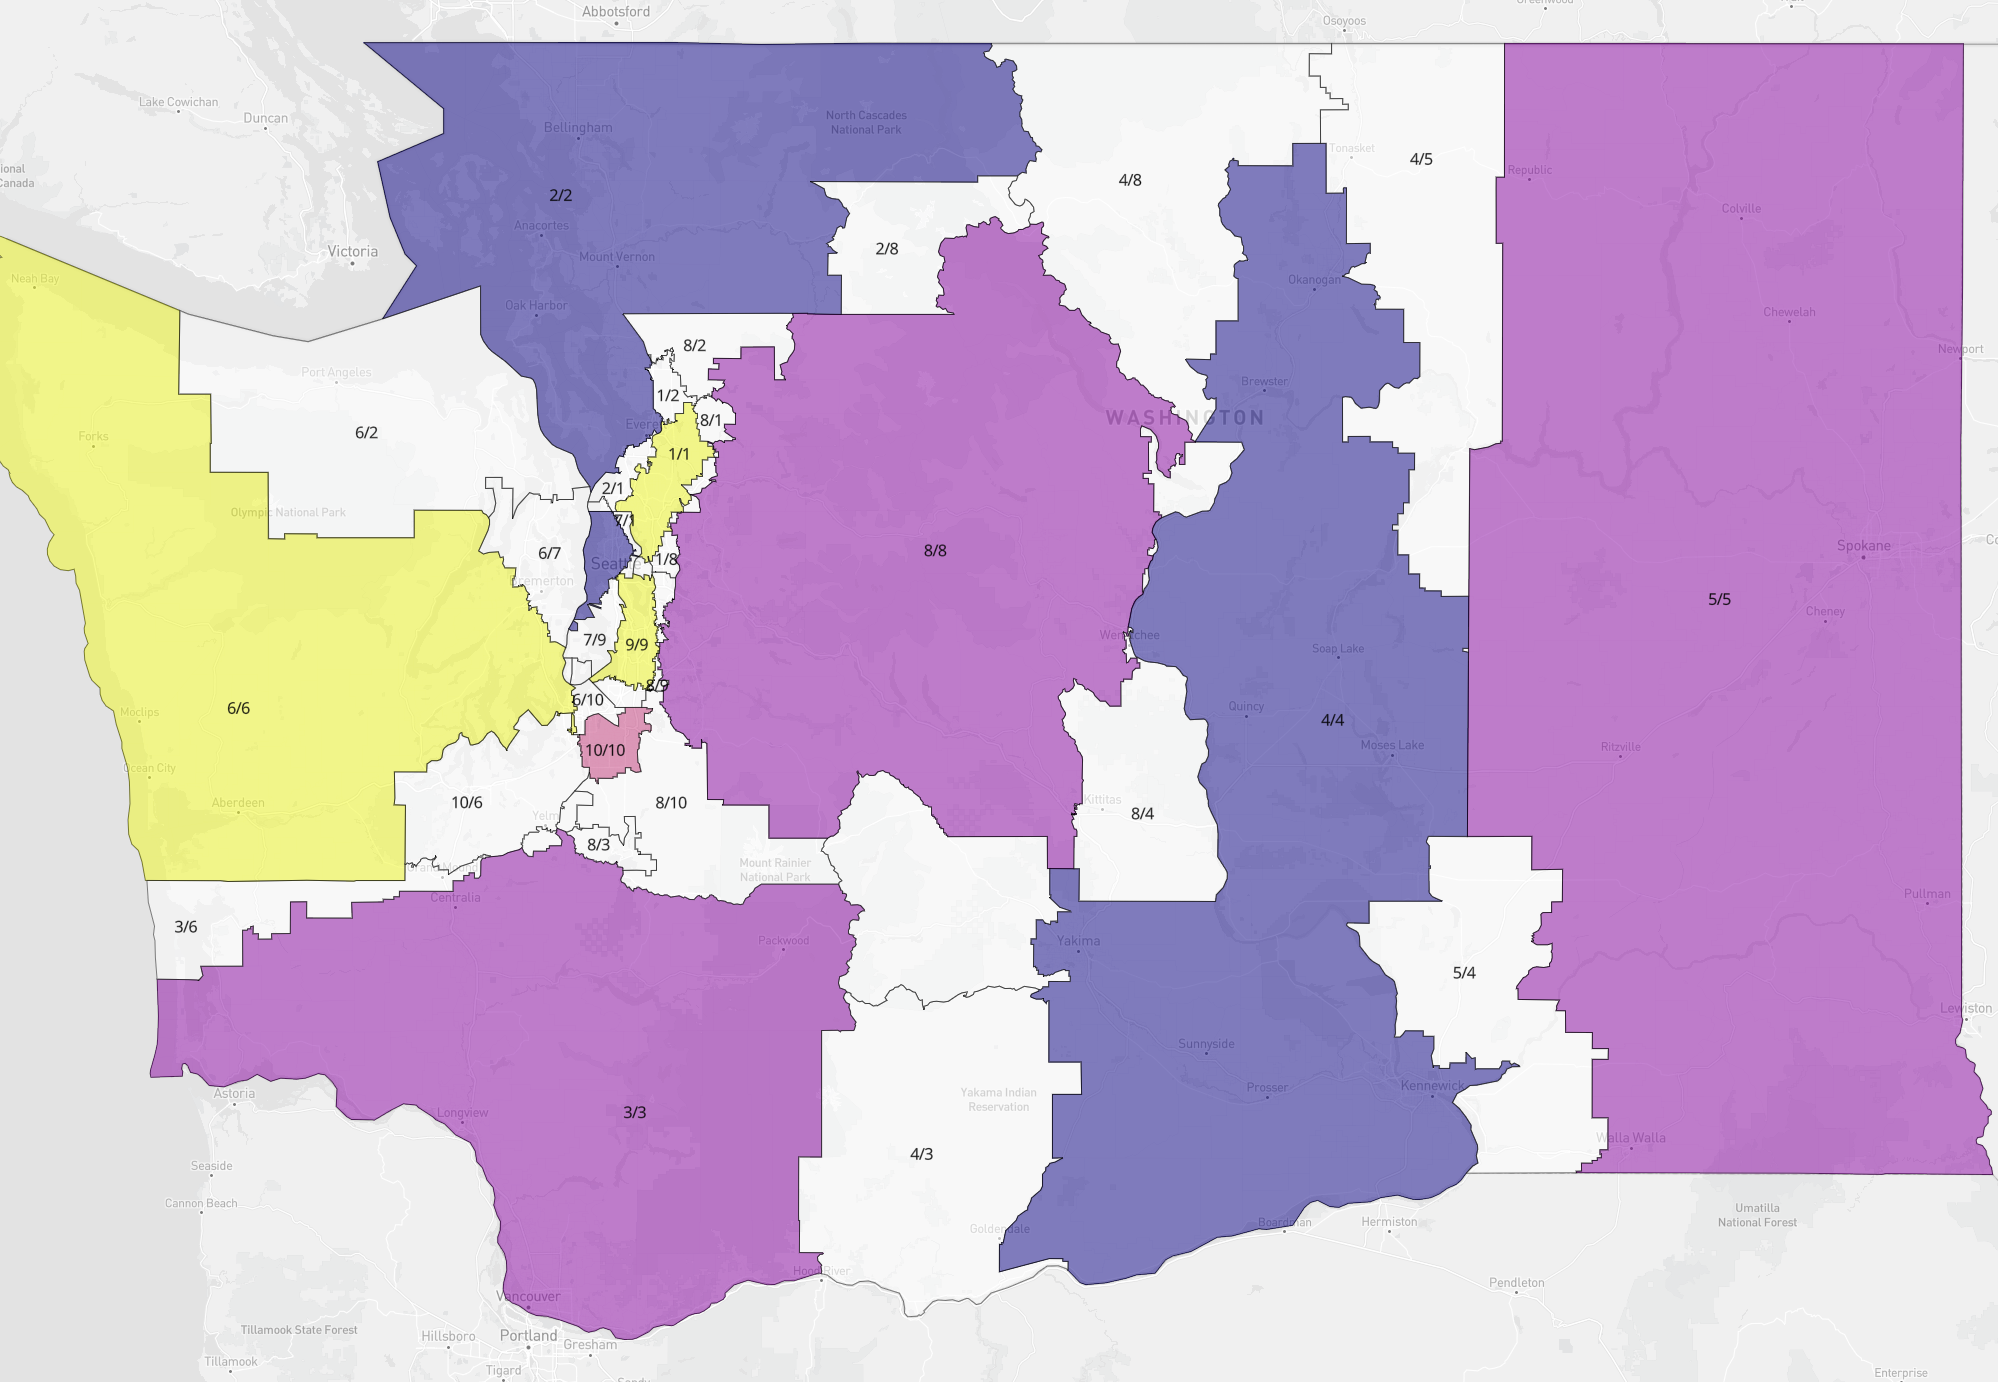 Abbotsford
Osoyoos
Greenwood
Lake Cowichan
Duncan
Bellingham
North Cascades
National Park
Tonasket
4/5
ional
Canada
2/2
4/8
Republic
Colville
Anacortes
Victoria
Mount Vernon
2/8
Neah Bay
Oak Harbor
Okanogan
Chewelah
8/2
Newport
Port Angeles
Brewster
1/2
WASHINGTON
8/1
Forks
6/2
1/1
2/1
Olympic National Park
7/1
Spokane
6/7
Seattle
1/8
8/8
Bremerton
5/5
Cheney
7/9
9/9
Wenatchee
Soap Lake
8/9
6/10
6/6
Moclips
Quincy
4/4
10/10
Moses Lake
Ritzville
Ocean City
Aberdeen
10/6
8/10
Kittitas
8/4
Yelm
8/3
Grand Mound
Mount Rainier
National Park
Centralia
Pullman
3/6
Packwood
Yakima
5/4
Lewiston
Sunnyside
Astoria
Longview
3/3
Yakama Indian
Reservation
Prosser
Kennewick
Walla Walla
4/3
Seaside
Cannon Beach
Umatilla
National Forest
Goldendale
Boardman
Hermiston
Hood River
Pendleton
Vancouver
Tillamook State Forest
Hillsboro
Portland
Gresham
Tillamook
Tigard
Sandy
Enterprise